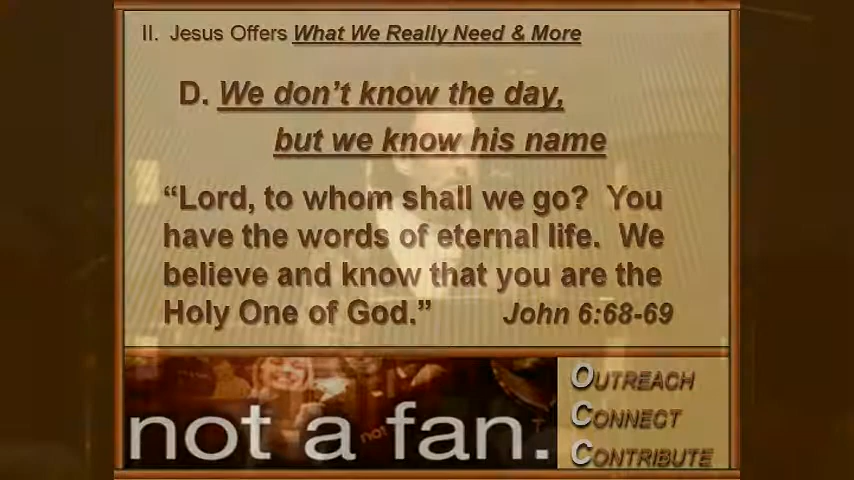 II. Jesus Offers What We Really Need & More
D. We don't know the day,
but we know his name
“Lord, to whom shall we go? You
have the words of eternal life. We
believe and know that you are the
Holy One of God.” John 6:68-69
not a fan.
not
OUTREACH
CONNECT
CONTRIBUTE